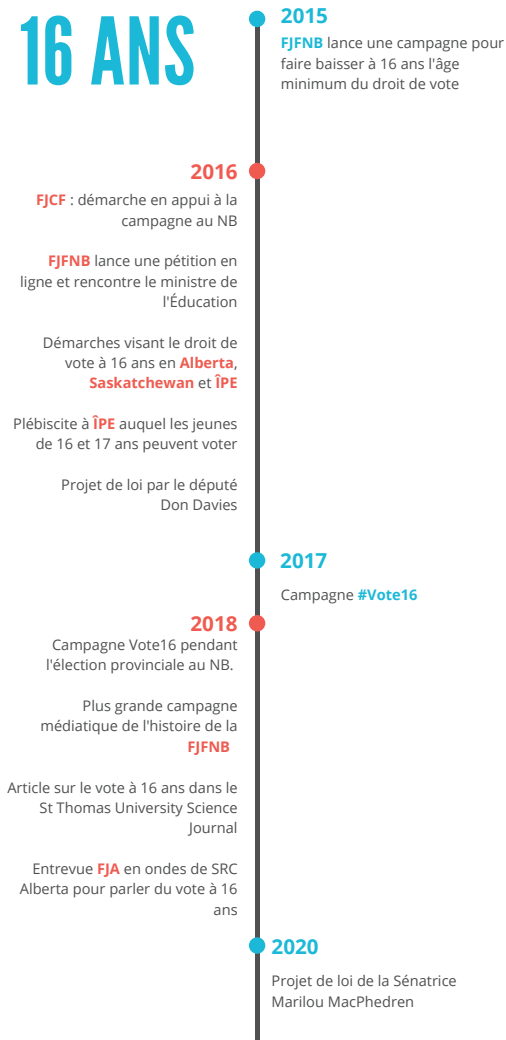 16 ANS
2015
FJFNB lance une campagne pour
faire baisser à 16 ans l'âge
minimum du droit de vote
2016
FJCF : démarche en appui à la
campagne au NB
FJFNB lance une pétition en
ligne et rencontre le ministre de
l'Éducation
Démarches visant le droit de
vote à 16 ans en Alberta,
Saskatchewan et ÎPE
Plébiscite à ÎPE auquel les jeunes
de 16 et 17 ans peuvent voter
Projet de loi par le député
Don Davies
2017
Campagne #Vote16
2018
Campagne Vote16 pendant
l'élection provinciale au NB.
Plus grande campagne
médiatique de l'histoire de la
FJFNB
Article sur le vote à 16 ans dans le
St Thomas University Science
Journal
Entrevue FJA en ondes de SRC
Alberta pour parler du vote à 16
ans
2020
Projet de loi de la Sénatrice
Marilou MacPhedren